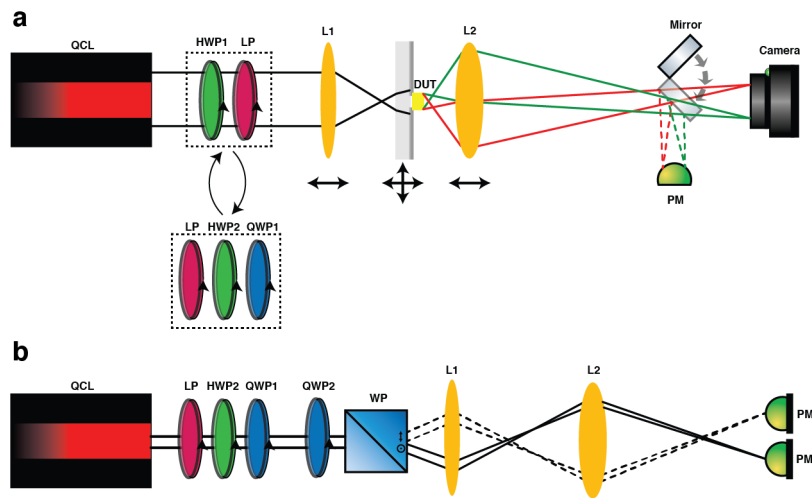 a
QCL
HWP1 LP
L1
DUT
L2
Mirror
Camera
PM
LP HWP2 QWP1
b
QCL
LP HWP2 QWP1 QWP2
WP
L1
L2
PM
PM